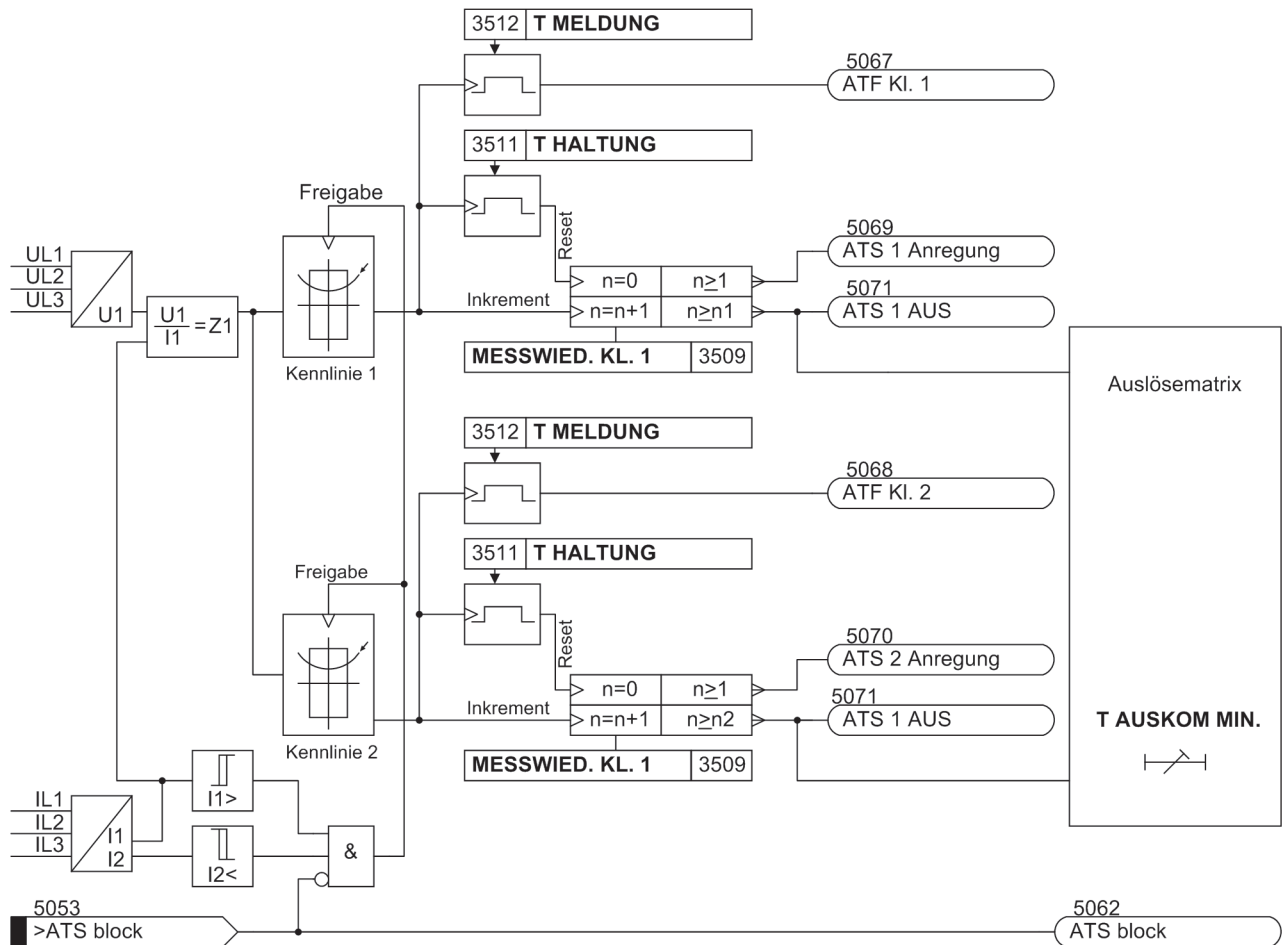 3512 T MELDUNG
5067
ATF Kl. 1
3511 T HALTUNG
Freigabe
Reset
5069
ATS 1 Anregung
UL1
UL2
UL3
U1
U1
I1
=Z1
n=0 n≥1
Inkrement
n=n+1 n≥n1
5071
ATS 1 AUS
MESSWIED. KL. 1 3509
Kennlinie 1
Auslösematrix
3512 T MELDUNG
5068
ATF Kl. 2
3511 T HALTUNG
Freigabe
Reset
5070
ATS 2 Anregung
n=0 n≥1
Inkrement
n=n+1 n≥n2
5071
ATS 1 AUS
T AUSKOM MIN.
Kennlinie 2
MESSWIED. KL. 1 3509
I1>
IL1
IL2
IL3
I1
I2
I2<
&
5053
>ATS block
5062
ATS block